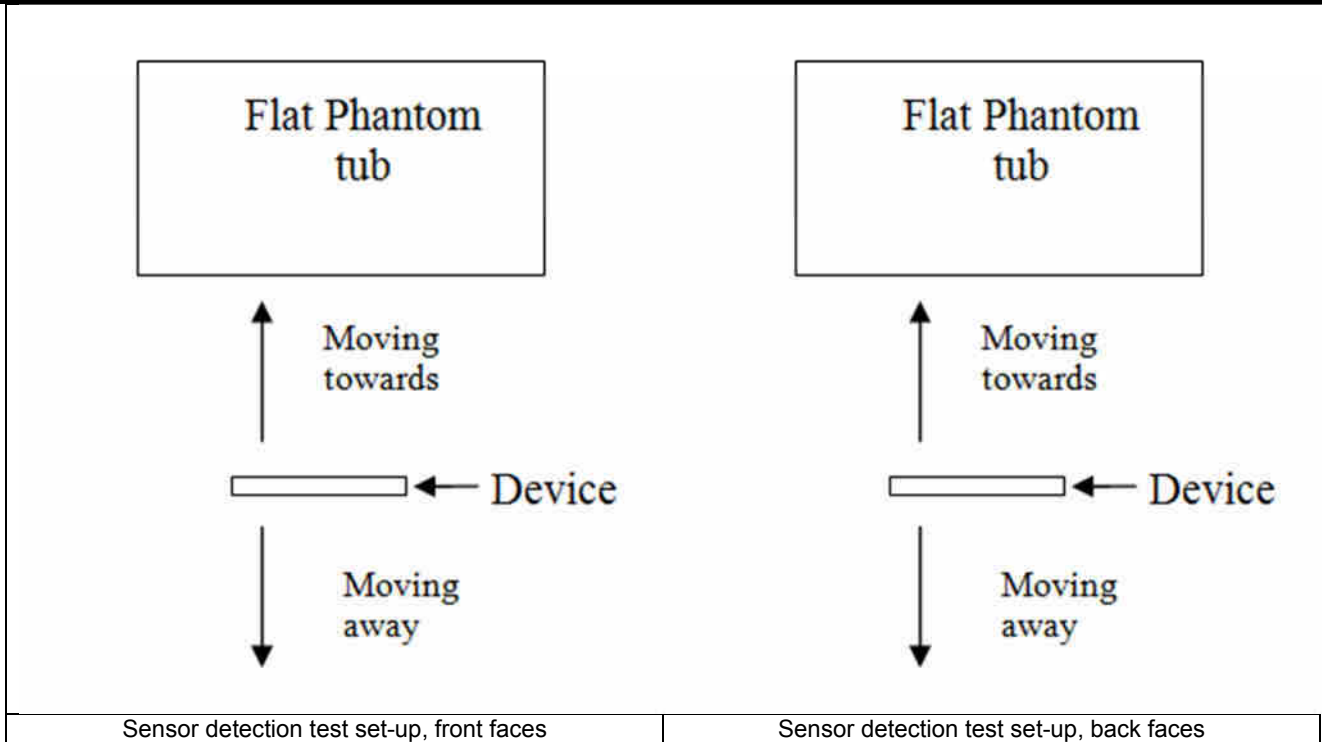 Flat Phantom
tub
Moving
towards
Device
Moving
away
Flat Phantom
tub
Moving
towards
Device
Moving
away
Sensor detection test set-up, front faces
Sensor detection test set-up, back faces